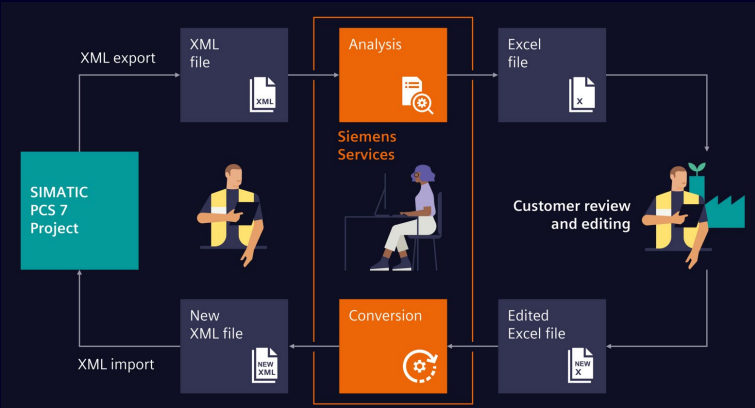 XML export
XML
file
XML
Analysis
Excel
file
X
Siemens
Services
SIMATIC
PCS 7
Project
Customer review
and editing
XML import
New
XML file
NEW
XML
Conversion
Edited
Excel file
NEW
X